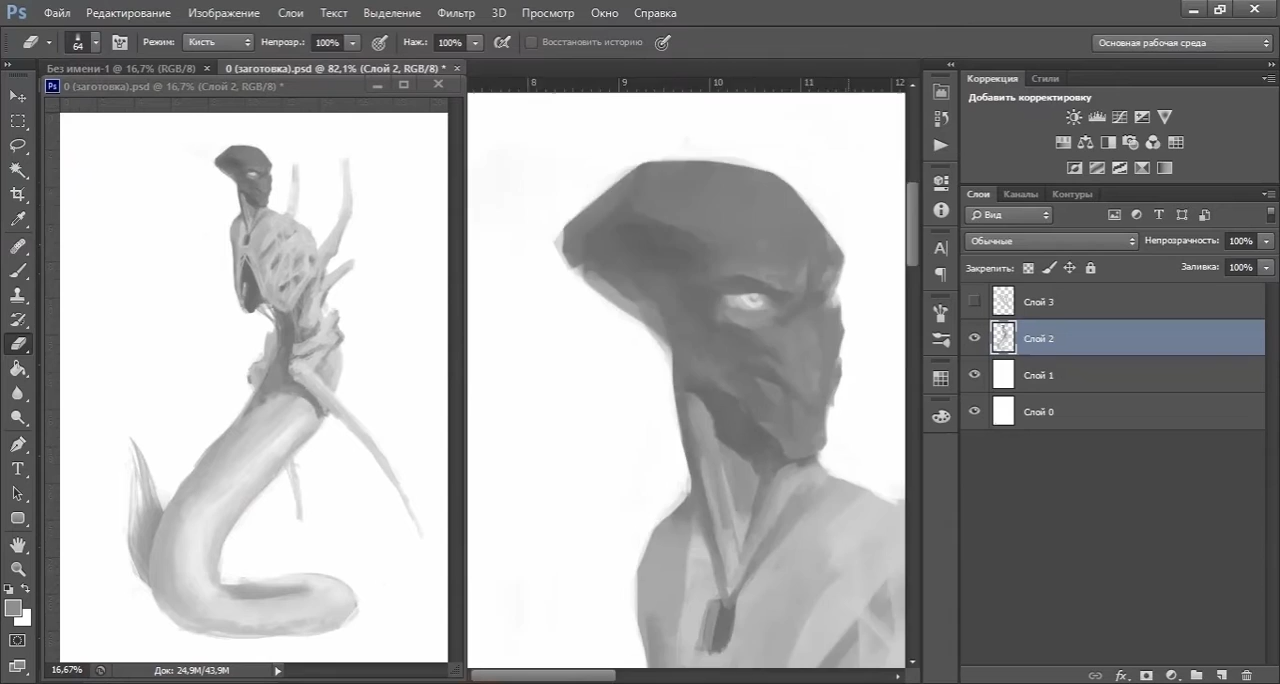 Ps Файл Редактирование Изображение Слои Текст Выделение Фильтр 3D Просмотр Окно Справка
64 Режим: Кисть Непрозр.: 100% Наж.: 100% Восстановить историю Основная рабочая среда
Без имени-1 @ 16,7% (RGB/8) × 0 (заготовка).psd @ 82,1% (Слой 2, RGB/8) * ×
Ps 0 (заготовка).psd @ 16,7% (Слой 2, RGB/8) *
8 9 10 11 12
Коррекция Стили
Добавить корректировку
Слои Каналы Контуры
Вид
Обычные Непрозрачность: 100%
Закрепить: Заливка: 100%
Слой 3
Слой 2
Слой 1
Слой 0
16,67% Док: 24,9M/43,9M